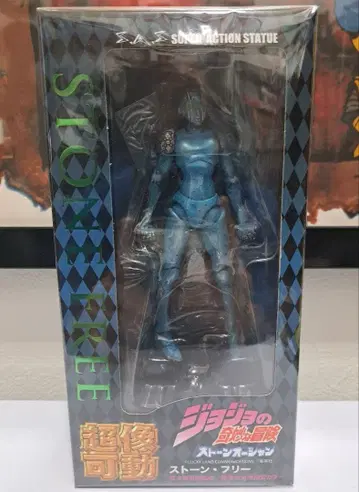 S.A.S SUPER ACTION STATUE
STONE FREE
超像
可動
ジョジョの
奇妙な冒険
ストーンオーシャン
ストーン・フリー